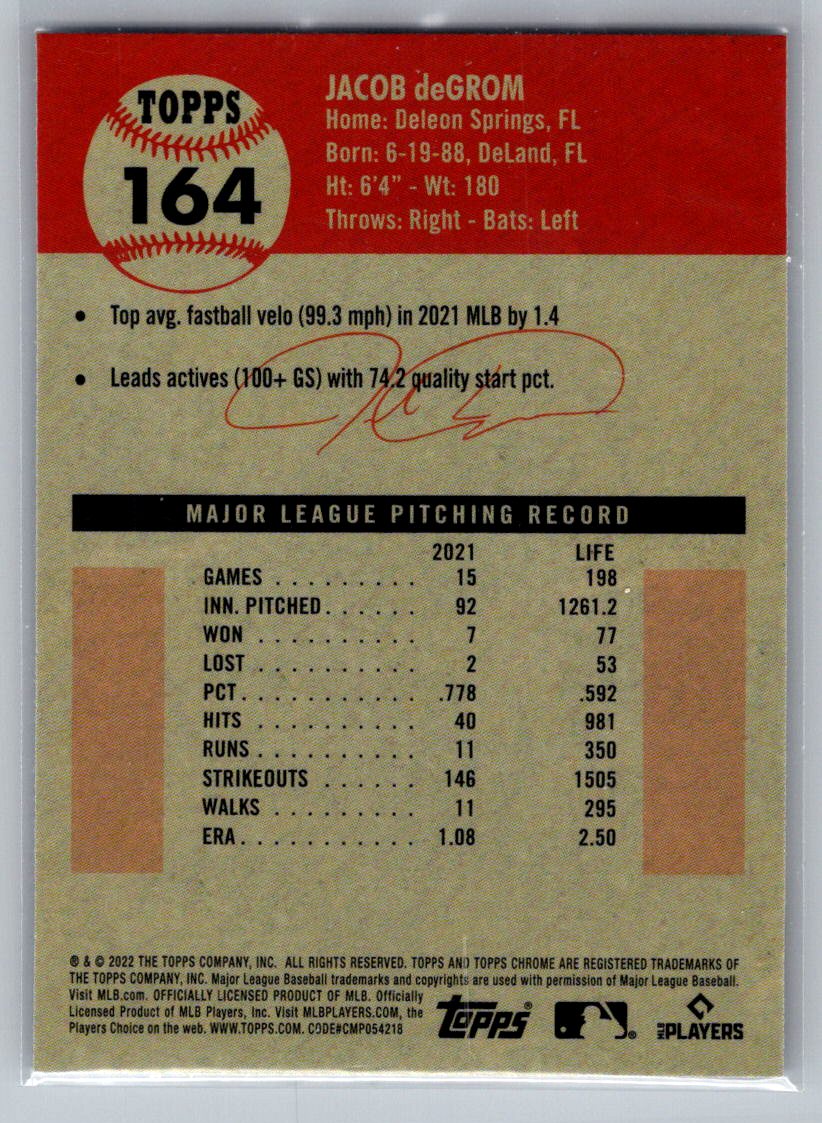 TOPPS
164
JACOB deGROM
Home: Deleon Springs, FL
Born: 6-19-88, DeLand, FL
Ht: 6'4" - Wt: 180
Throws: Right - Bats: Left
• Top avg. fastball velo (99.3 mph) in 2021 MLB by 1.4
• Leads actives (100+ GS) with 74.2 quality start pct.
MAJOR LEAGUE PITCHING RECORD
2021 LIFE
GAMES . . . . . . . . . . 15 198
INN. PITCHED. . . . . . 92 1261.2
WON . . . . . . . . . . . 7 77
LOST . . . . . . . . . . . 2 53
PCT. . . . . . . . . . . . .778 .592
HITS . . . . . . . . . . . 40 981
RUNS . . . . . . . . . . . 11 350
STRIKEOUTS . . . . . . 146 1505
WALKS . . . . . . . . . . 11 295
ERA. . . . . . . . . . . . 1.08 2.50
® & © 2022 THE TOPPS COMPANY, INC. ALL RIGHTS RESERVED. TOPPS AND TOPPS CHROME ARE REGISTERED TRADEMARKS OF
THE TOPPS COMPANY, INC. Major League Baseball trademarks and copyrights are used with permission of Major League Baseball.
Visit MLB.com. OFFICIALLY LICENSED PRODUCT OF MLB. Officially
Licensed Product of MLB Players, Inc. Visit MLBPLAYERS.COM, the
Players Choice on the web. WWW.TOPPS.COM. CODE#CMP054218
Topps®
®
MLB PLAYERS